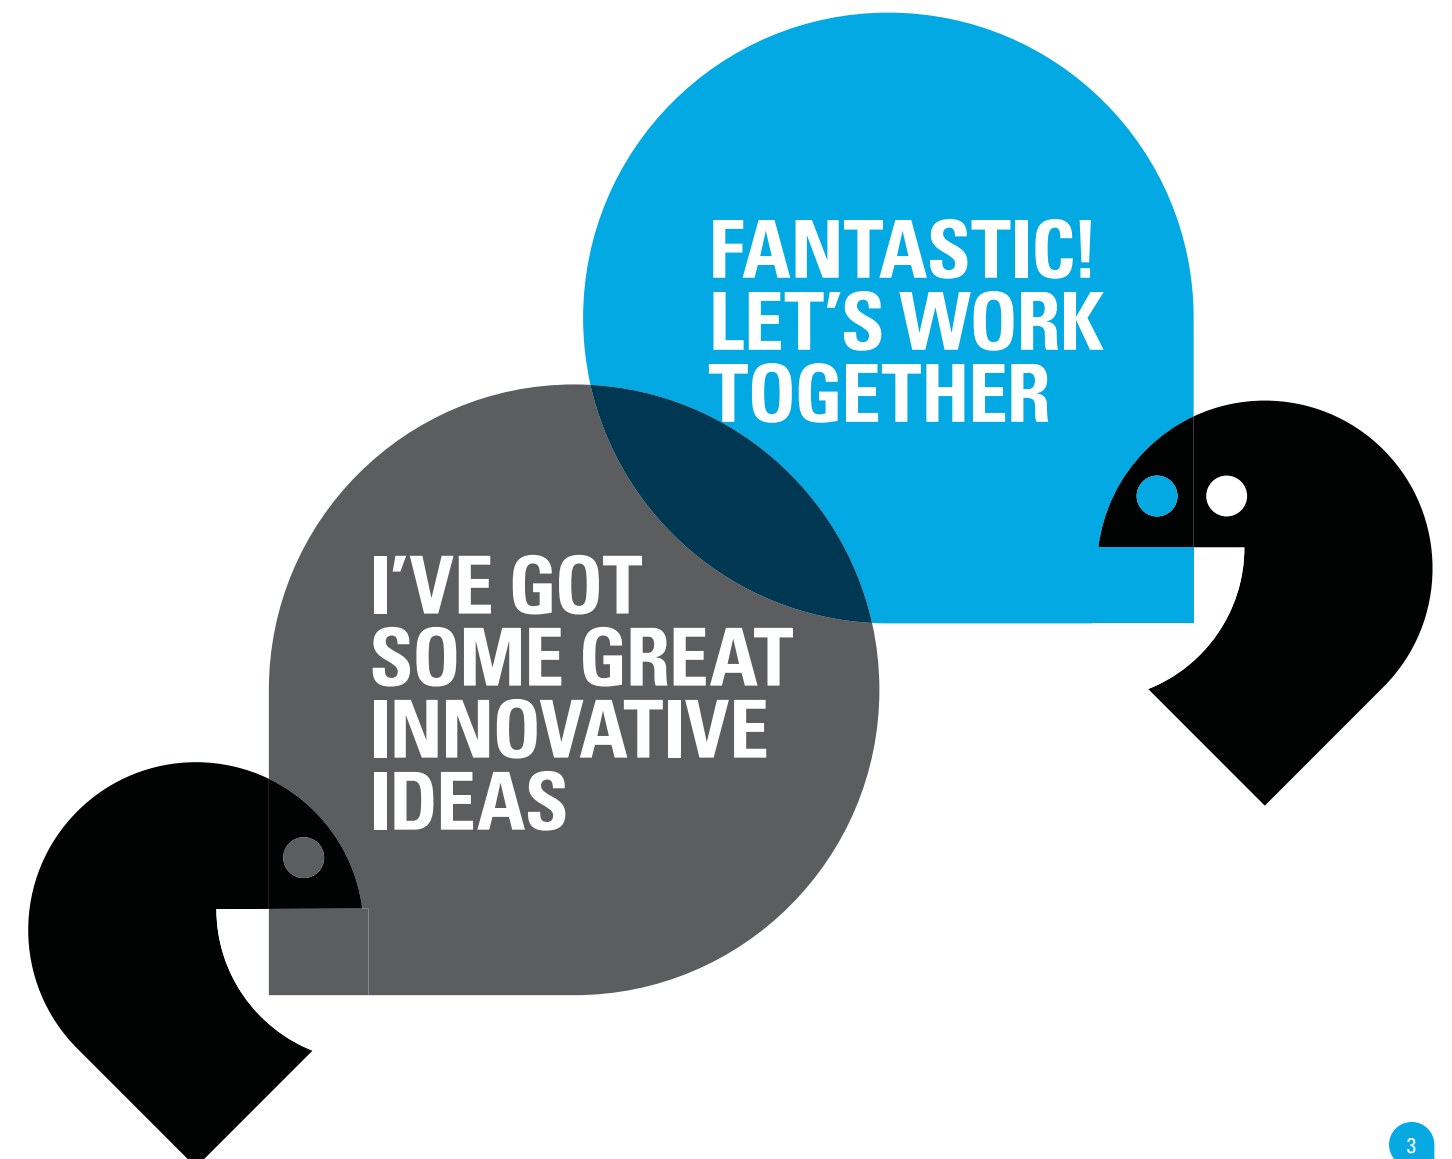 FANTASTIC!
LET'S WORK
TOGETHER
I'VE GOT
SOME GREAT
INNOVATIVE
IDEAS
3